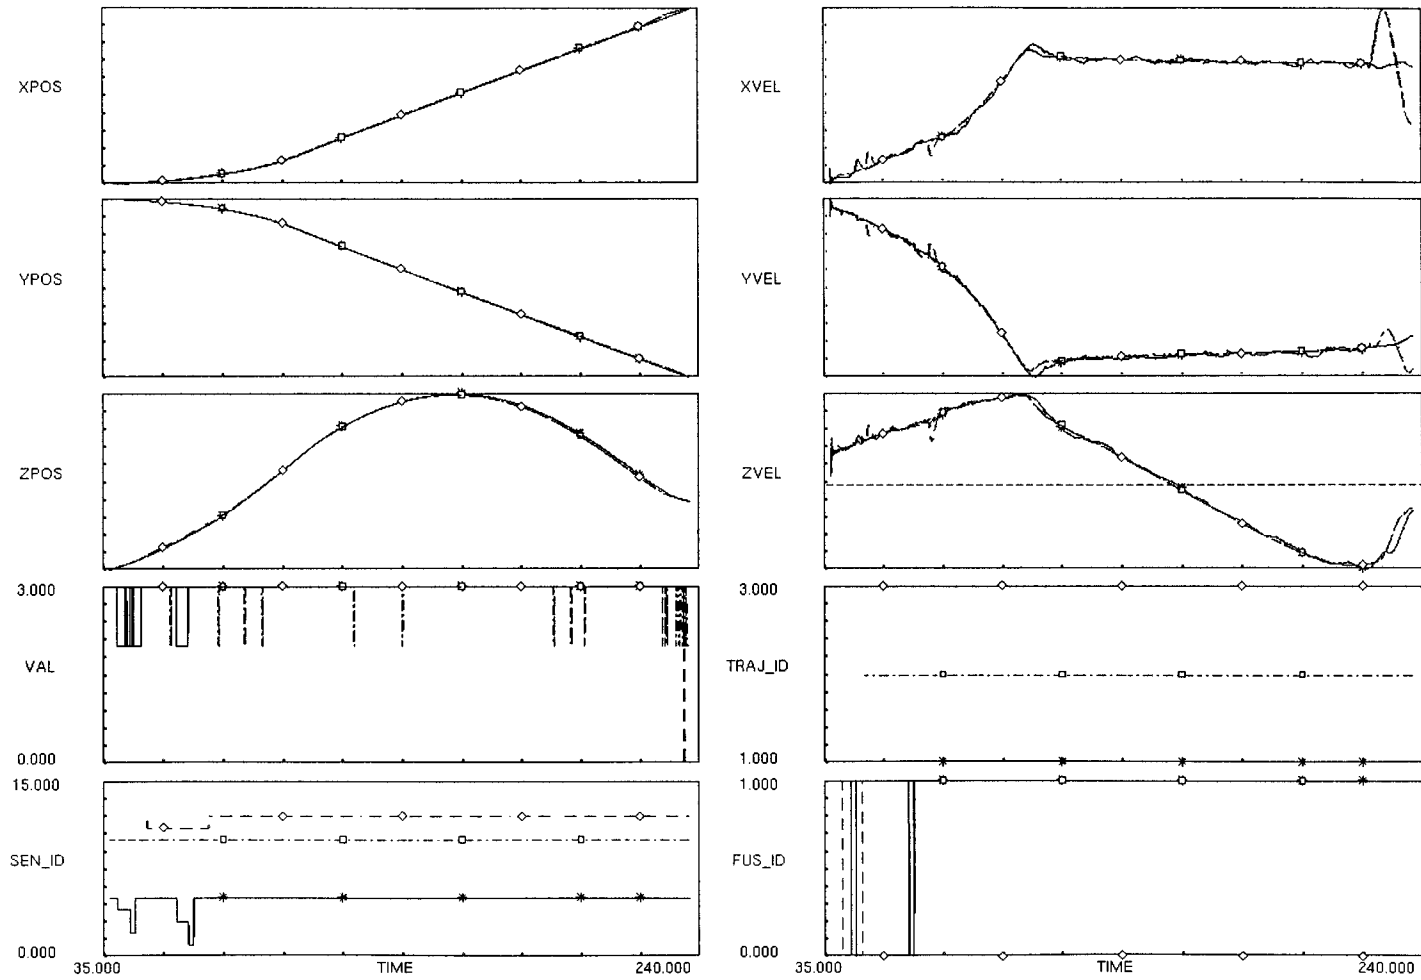 XPOS
XVEL
YPOS
YVEL
ZPOS
ZVEL
3.000
VAL
0.000
3.000
TRAJ_ID
1.000
15.000
SEN_ID
0.000
1.000
FUS_ID
0.000
35.000
TIME
240.000
35.000
TIME
240.000